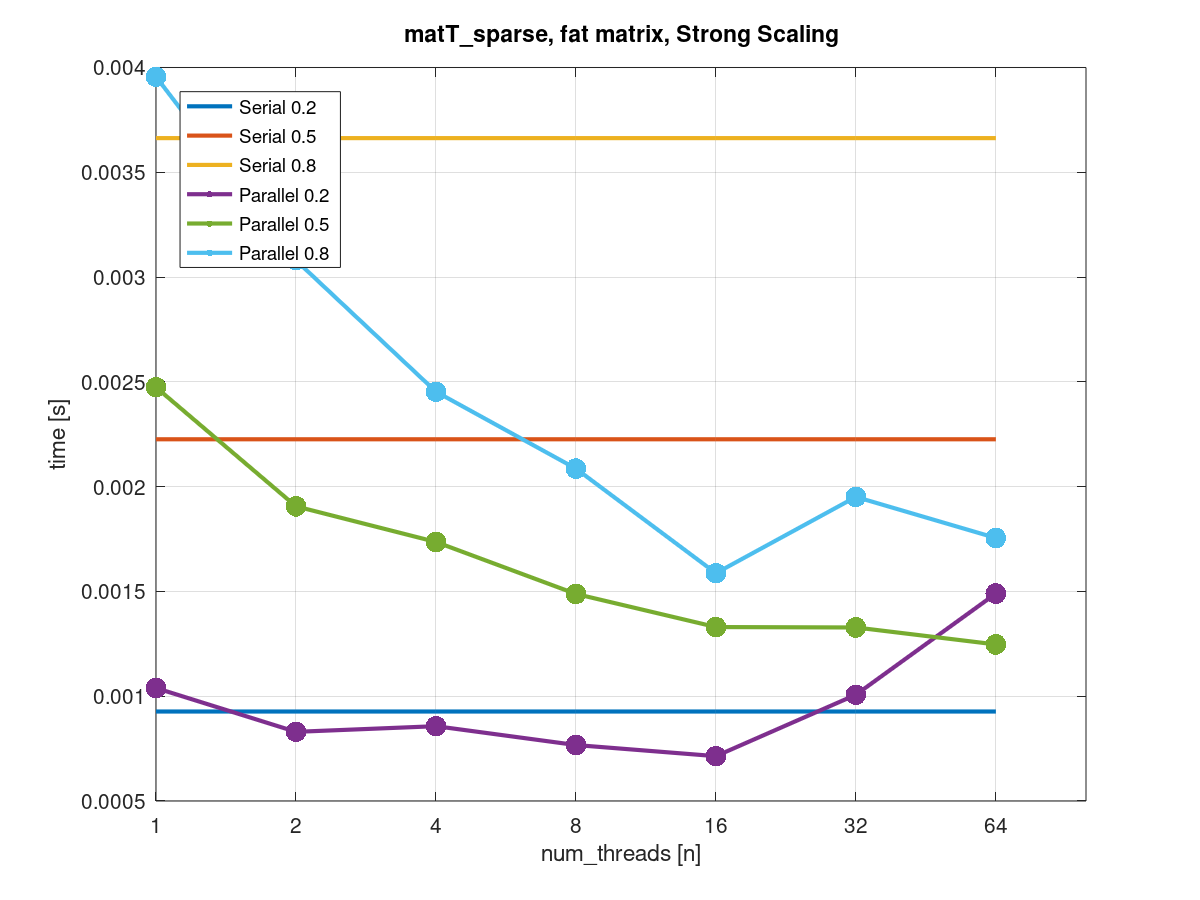 matT_sparse, fat matrix, Strong Scaling
0.004
0.0035
0.003
0.0025
0.002
0.0015
0.001
0.0005
time [s]
Serial 0.2
Serial 0.5
Serial 0.8
Parallel 0.2
Parallel 0.5
Parallel 0.8
1 2 4 8 16 32 64
num_threads [n]